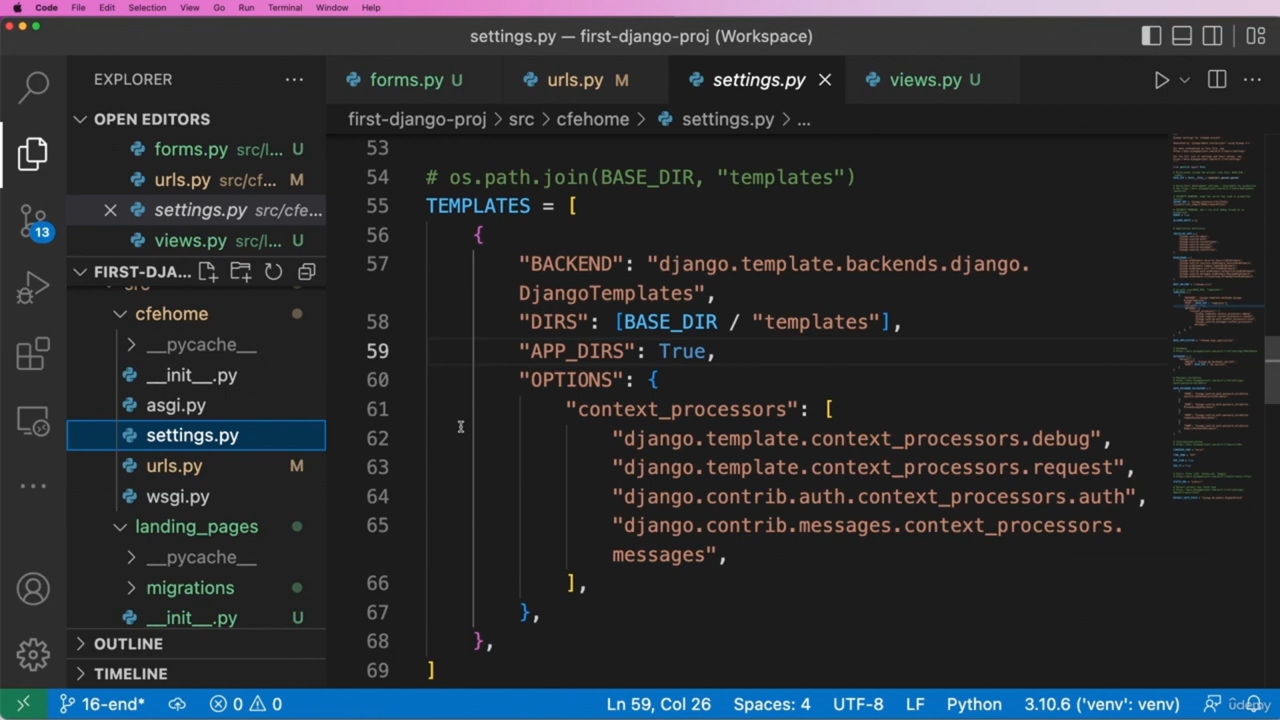 Code File Edit Selection View Go Run Terminal Window Help
settings.py — first-django-proj (Workspace)
EXPLORER
forms.py U
urls.py M
settings.py
views.py U
first-django-proj > src > cfehome > settings.py > ...
OPEN EDITORS
forms.py src/l... U
urls.py src/cf... M
settings.py src/cfe...
views.py src/l... U
FIRST-DJA...
src
cfehome
__pycache__
__init__.py
asgi.py
settings.py
urls.py M
wsgi.py
landing_pages
__pycache__
migrations
__init__.py U
OUTLINE
TIMELINE
13
53
54 # os.path.join(BASE_DIR, "templates")
55 TEMPLATES = [
56 {
57 "BACKEND": "django.template.backends.django.
DjangoTemplates",
58 "DIRS": [BASE_DIR / "templates"],
59 "APP_DIRS": True,
60 "OPTIONS": {
61 "context_processors": [
62 "django.template.context_processors.debug",
63 "django.template.context_processors.request",
64 "django.contrib.auth.context_processors.auth",
65 "django.contrib.messages.context_processors.
messages",
66 ],
67 },
68 },
69 ]
16-end* 0 0 Ln 59, Col 26 Spaces: 4 UTF-8 LF Python 3.10.6 ('venv': venv)
udemy